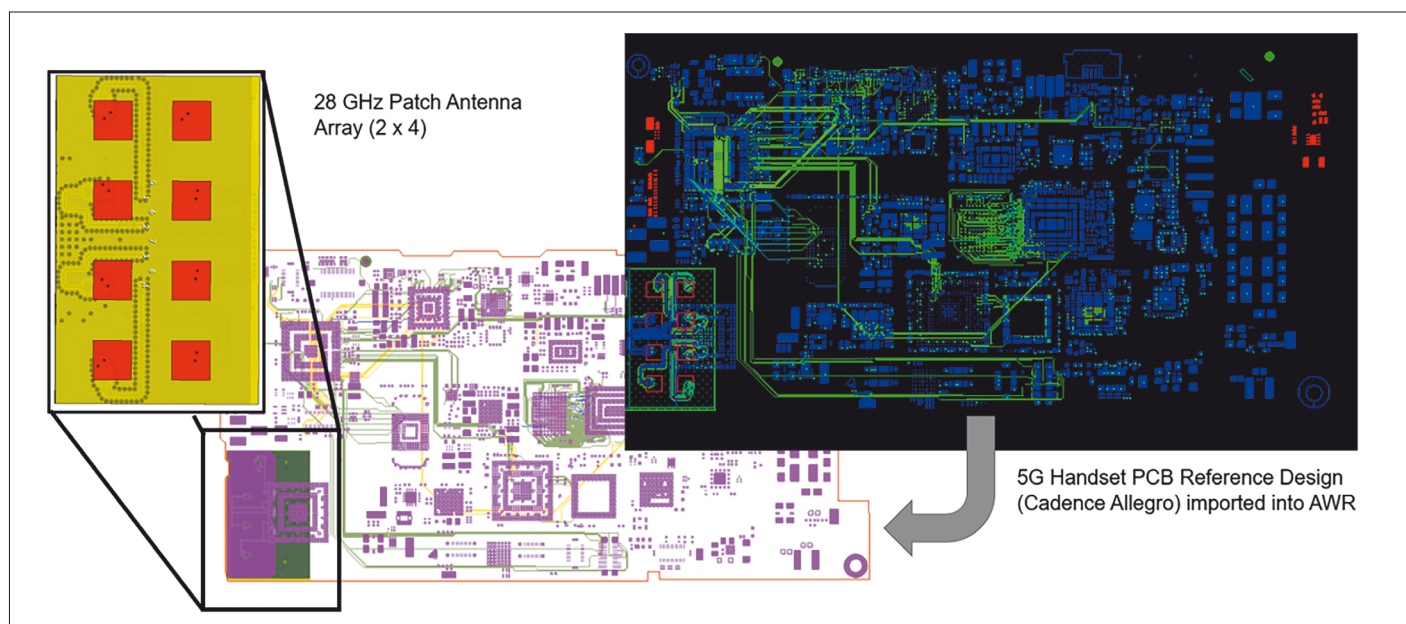 28 GHz Patch Antenna
Array (2 x 4)
5G Handset PCB Reference Design
(Cadence Allegro) imported into AWR